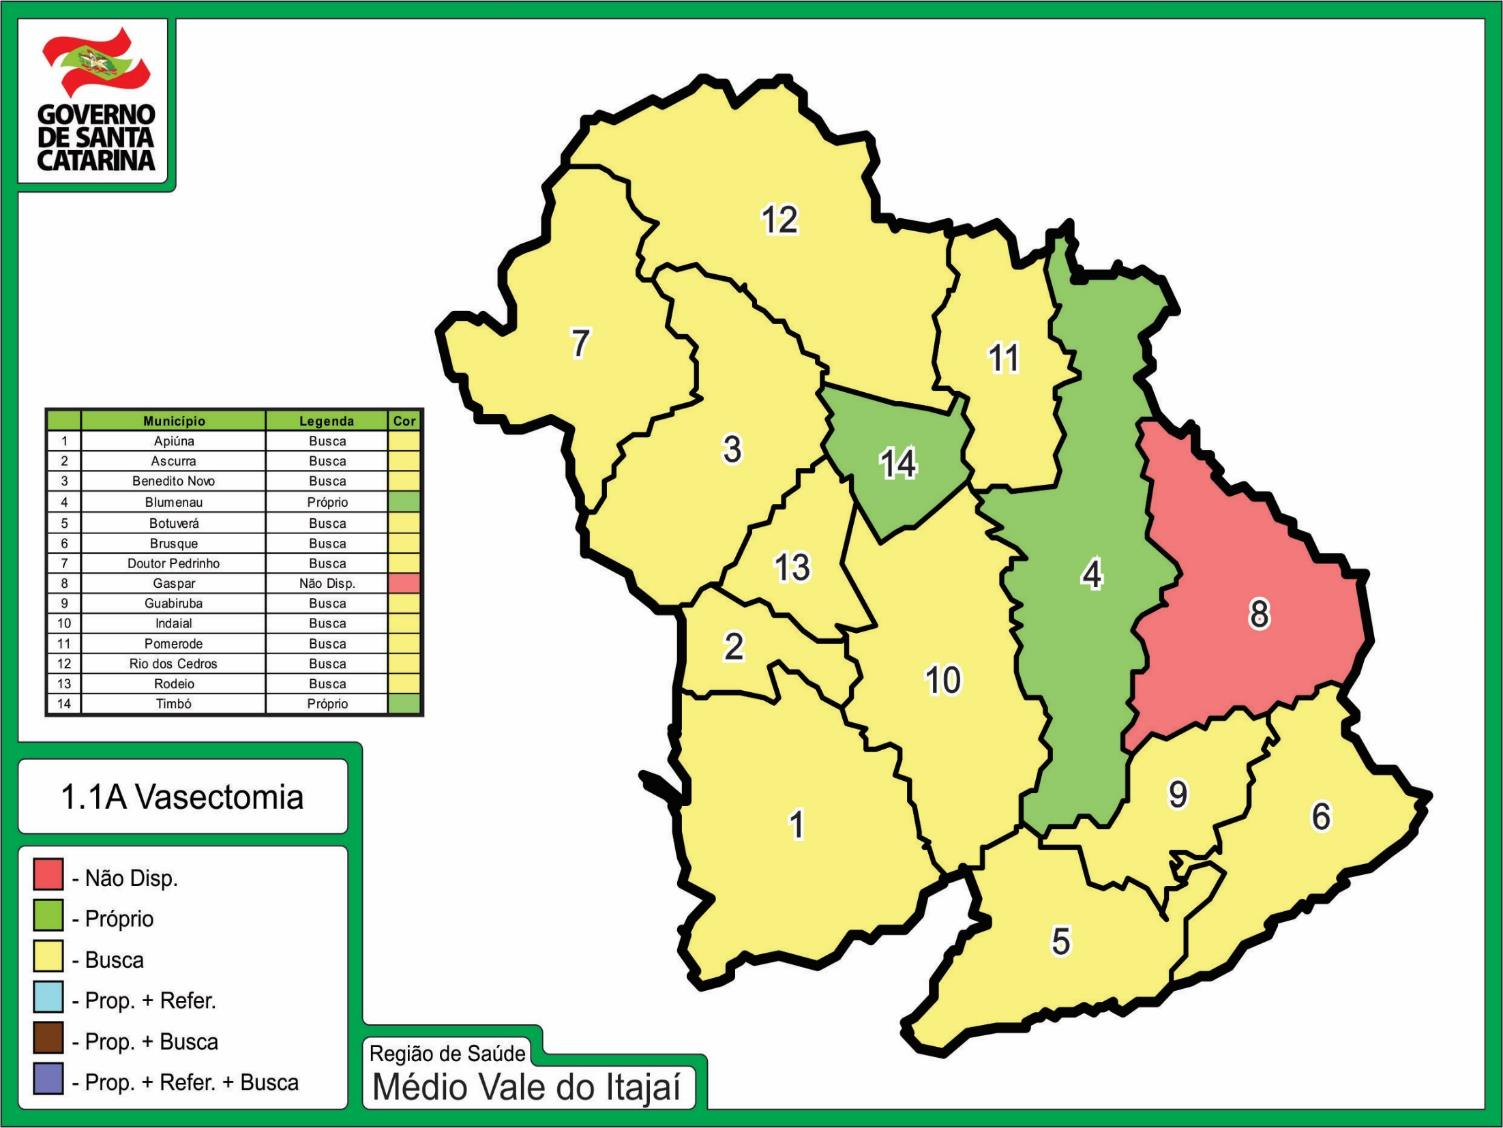 GOVERNO
DE SANTA
CATARINA
12
7
11
3
14
13
4
8
2
10
9
6
1
5
Município Legenda Cor
1 Apiúna Busca
2 Ascurra Busca
3 Benedito Novo Busca
4 Blumenau Próprio
5 Botuverá Busca
6 Brusque Busca
7 Doutor Pedrinho Busca
8 Gaspar Não Disp.
9 Guabiruba Busca
10 Indaial Busca
11 Pomerode Busca
12 Rio dos Cedros Busca
13 Rodeio Busca
14 Timbó Próprio
1.1A Vasectomia
- Não Disp.
- Próprio
- Busca
- Prop. + Refer.
- Prop. + Busca
- Prop. + Refer. + Busca
Região de Saúde
Médio Vale do Itajaí